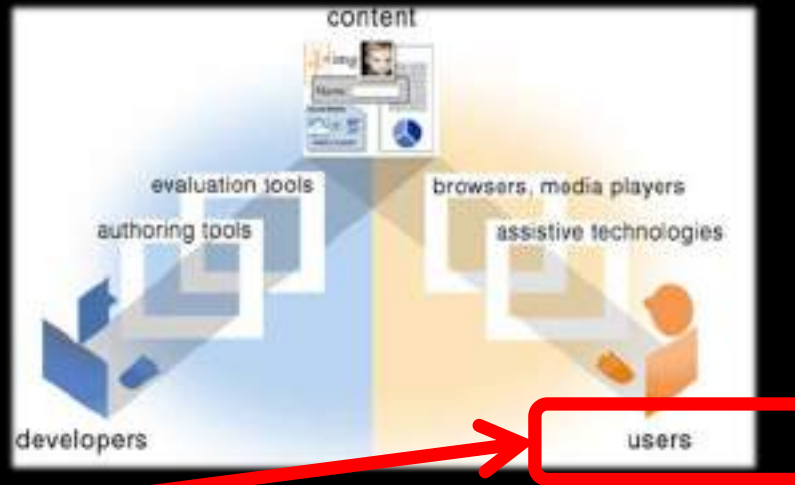 content
evaluation tools
browsers, media players
authoring tools
assistive technologies
developers
users